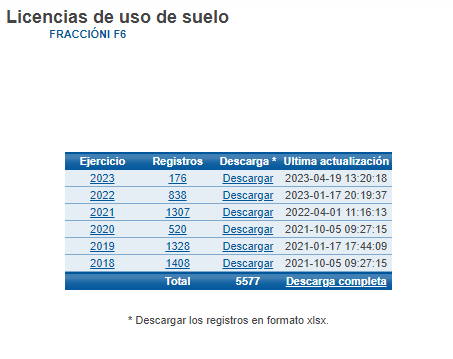 Licencias de uso de suelo
FRACCIÓNI F6
Ejercicio Registros Descarga * Ultima actualización
2023 176 Descargar 2023-04-19 13:20:18
2022 838 Descargar 2023-01-17 20:19:37
2021 1307 Descargar 2022-04-01 11:16:13
2020 520 Descargar 2021-10-05 09:27:15
2019 1328 Descargar 2021-01-17 17:44:09
2018 1408 Descargar 2021-10-05 09:27:15
Total 5577 Descarga completa
* Descargar los registros en formato xlsx.